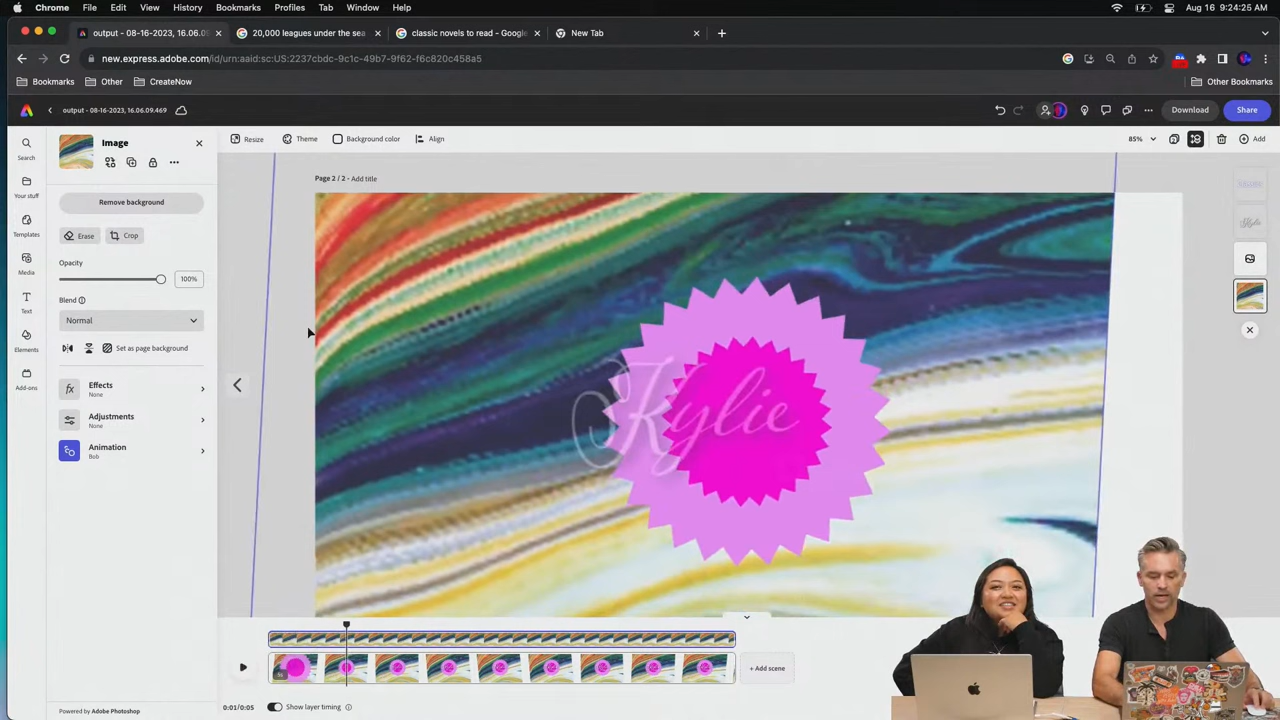 Chrome File Edit View History Bookmarks Profiles Tab Window Help Aug 16 9:24:25 AM
output - 08-16-2023, 16.06.09 20,000 leagues under the sea classic novels to read - Google New Tab
new.express.adobe.com/id/urn:aaid:sc:US:2237cbdc-9c1c-49b7-9f62-f6c820c458a5
Bookmarks Other CreateNow Other Bookmarks
output - 08-16-2023, 16.06.09.469 Download Share
Image
Resize Theme Background color Align 85% Add
Search
Your stuff
Templates
Media
Text
Elements
Add-ons
Remove background
Erase Crop
Opacity
100%
Blend
Normal
Set as page background
Effects
None
Adjustments
None
Animation
Bob
Page 2 / 2 - Add title
Kylie
Kylie
+ Add scene
0:01/0:05 Show layer timing
Powered by Adobe Photoshop